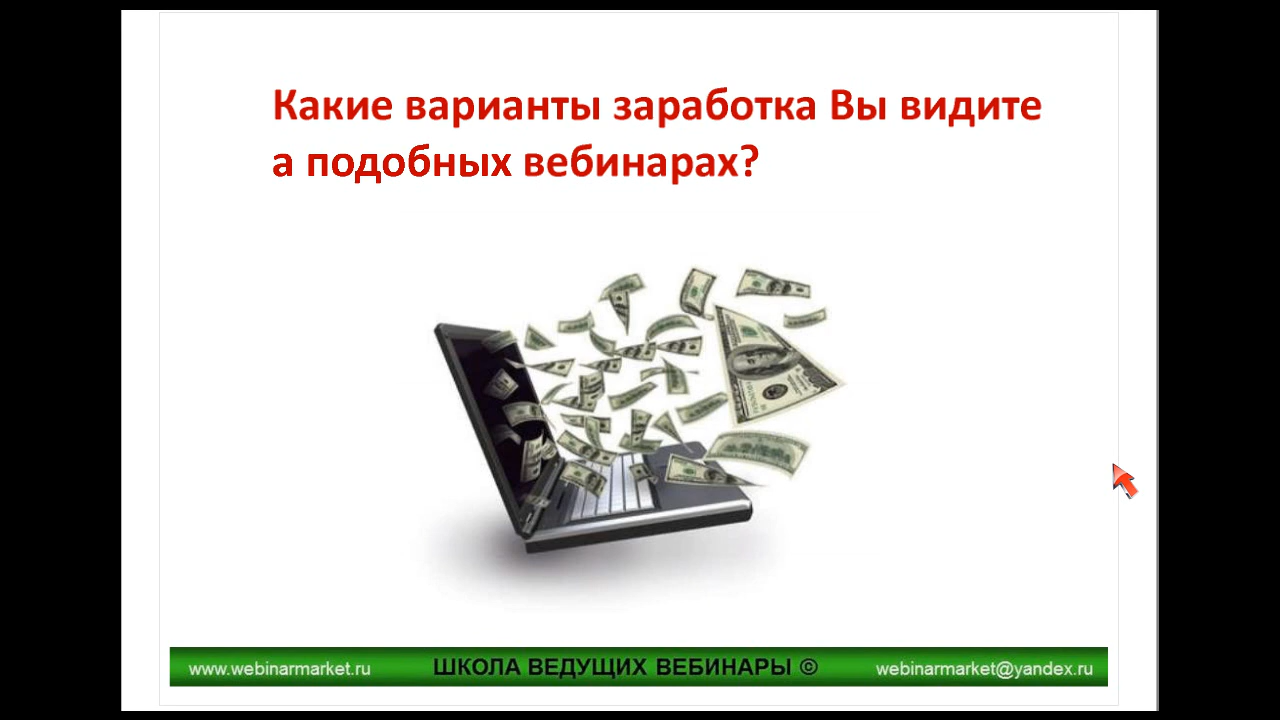 Какие варианты заработка Вы видите
а подобных вебинарах?
www.webinarmarket.ru ШКОЛА ВЕДУЩИХ ВЕБИНАРЫ © webinarmarket@yandex.ru